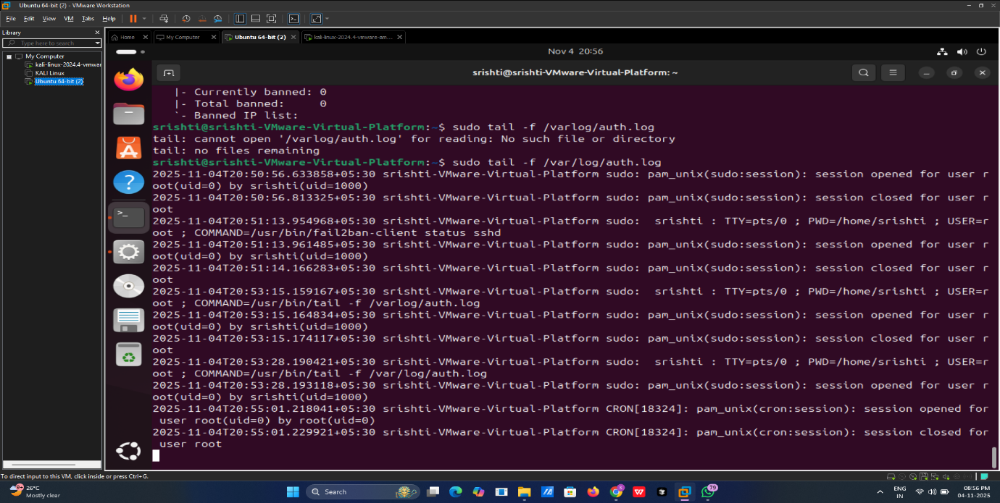 Ubuntu 64-bit (2) - VMware Workstation
File Edit View VM Tabs Help
Library
Type here to search
My Computer
kali-linux-2024.4-vmwar
KALI Linux
Ubuntu 64-bit (2)
Home
My Computer
Ubuntu 64-bit (2)
kali-linux-2024.4-vmware-am...
Nov 4 20:56
srishti@srishti-VMware-Virtual-Platform: ~
|- Currently banned: 0
|- Total banned: 0
`- Banned IP list:
srishti@srishti-VMware-Virtual-Platform:~$ sudo tail -f /varlog/auth.log
tail: cannot open '/varlog/auth.log' for reading: No such file or directory
tail: no files remaining
srishti@srishti-VMware-Virtual-Platform:~$ sudo tail -f /var/log/auth.log
2025-11-04T20:50:56.633858+05:30 srishti-VMware-Virtual-Platform sudo: pam_unix(sudo:session): session opened for user r
oot(uid=0) by srishti(uid=1000)
2025-11-04T20:50:56.813325+05:30 srishti-VMware-Virtual-Platform sudo: pam_unix(sudo:session): session closed for user r
oot
2025-11-04T20:51:13.954968+05:30 srishti-VMware-Virtual-Platform sudo:  srishti : TTY=pts/0 ; PWD=/home/srishti ; USER=r
oot ; COMMAND=/usr/bin/fail2ban-client status sshd
2025-11-04T20:51:13.961485+05:30 srishti-VMware-Virtual-Platform sudo: pam_unix(sudo:session): session opened for user r
oot(uid=0) by srishti(uid=1000)
2025-11-04T20:51:14.166283+05:30 srishti-VMware-Virtual-Platform sudo: pam_unix(sudo:session): session closed for user r
oot
2025-11-04T20:53:15.159167+05:30 srishti-VMware-Virtual-Platform sudo:  srishti : TTY=pts/0 ; PWD=/home/srishti ; USER=r
oot ; COMMAND=/usr/bin/tail -f /varlog/auth.log
2025-11-04T20:53:15.164834+05:30 srishti-VMware-Virtual-Platform sudo: pam_unix(sudo:session): session opened for user r
oot(uid=0) by srishti(uid=1000)
2025-11-04T20:53:15.174117+05:30 srishti-VMware-Virtual-Platform sudo: pam_unix(sudo:session): session closed for user r
oot
2025-11-04T20:53:28.190421+05:30 srishti-VMware-Virtual-Platform sudo:  srishti : TTY=pts/0 ; PWD=/home/srishti ; USER=r
oot ; COMMAND=/usr/bin/tail -f /var/log/auth.log
2025-11-04T20:53:28.193118+05:30 srishti-VMware-Virtual-Platform sudo: pam_unix(sudo:session): session opened for user r
oot(uid=0) by srishti(uid=1000)
2025-11-04T20:55:01.218041+05:30 srishti-VMware-Virtual-Platform CRON[18324]: pam_unix(cron:session): session opened for
 user root(uid=0) by root(uid=0)
2025-11-04T20:55:01.229921+05:30 srishti-VMware-Virtual-Platform CRON[18324]: pam_unix(cron:session): session closed for
 user root
To direct input to this VM, click inside or press Ctrl+G.
26°C
Mostly clear
Search
79
ENG
IN
08:56 PM
04-11-2025